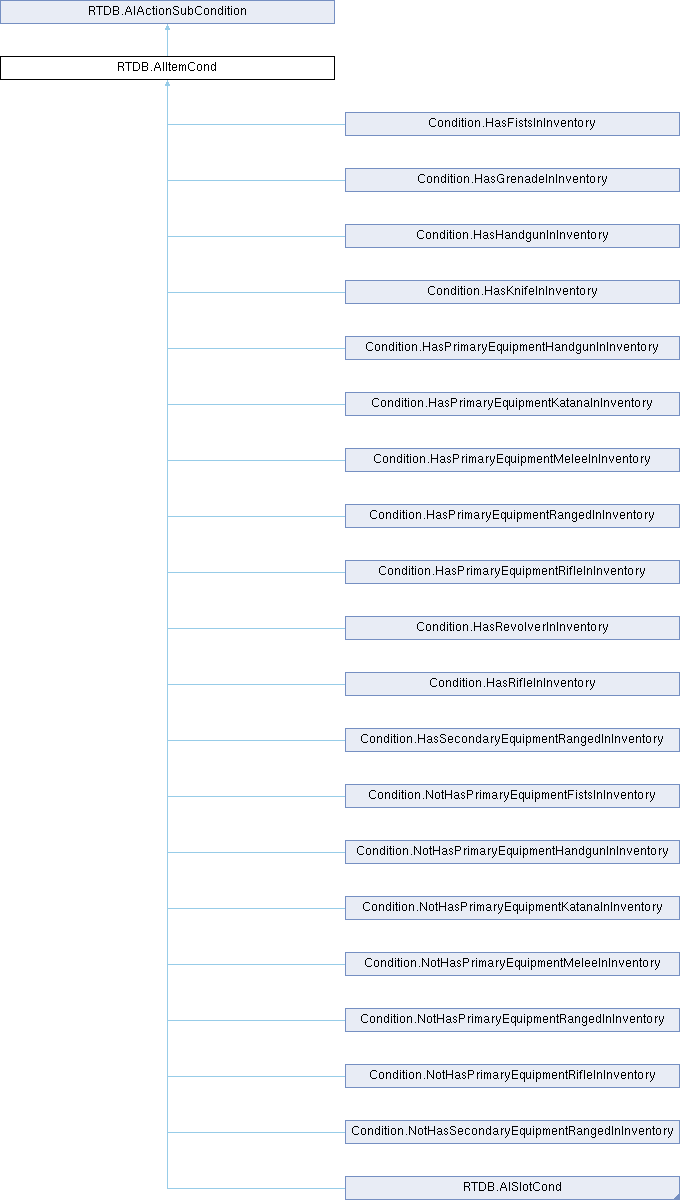 RTDB.AIActionSubCondition
RTDB.AIItemCond
Condition.HasFistsInInventory
Condition.HasGrenadeInInventory
Condition.HasHandgunInInventory
Condition.HasKnifeInInventory
Condition.HasPrimaryEquipmentHandgunInInventory
Condition.HasPrimaryEquipmentKatanaInInventory
Condition.HasPrimaryEquipmentMeleeInInventory
Condition.HasPrimaryEquipmentRangedInInventory
Condition.HasPrimaryEquipmentRifleInInventory
Condition.HasRevolverInInventory
Condition.HasRifleInInventory
Condition.HasSecondaryEquipmentRangedInInventory
Condition.NotHasPrimaryEquipmentFistsInInventory
Condition.NotHasPrimaryEquipmentHandgunInInventory
Condition.NotHasPrimaryEquipmentKatanaInInventory
Condition.NotHasPrimaryEquipmentMeleeInInventory
Condition.NotHasPrimaryEquipmentRangedInInventory
Condition.NotHasPrimaryEquipmentRifleInInventory
Condition.NotHasSecondaryEquipmentRangedInInventory
RTDB.AISlotCond